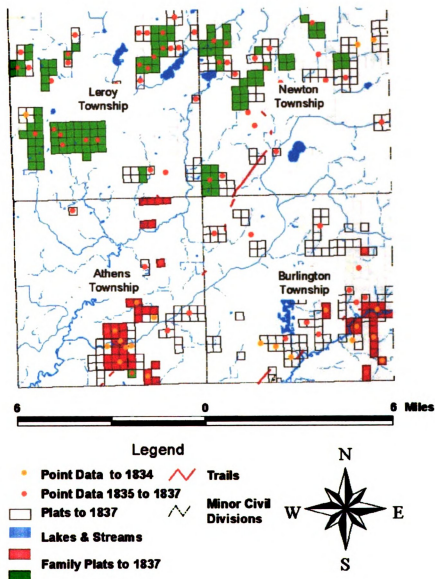 Leroy
Township
Newton
Township
Athens
Township
Burlington
Township
6 0 6 Miles
Legend
Point Data to 1834
Point Data 1835 to 1837
Plats to 1837
Lakes & Streams
Family Plats to 1837
Trails
Minor Civil
Divisions
N
W E
S